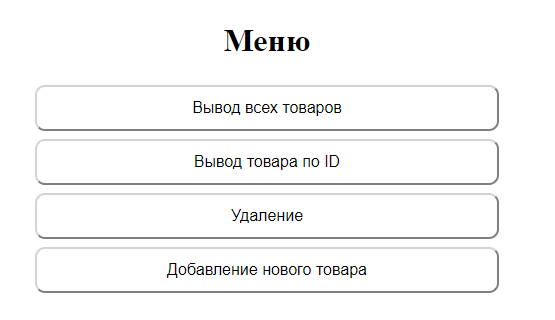 Меню
Вывод всех товаров
Вывод товара по ID
Удаление
Добавление нового товара